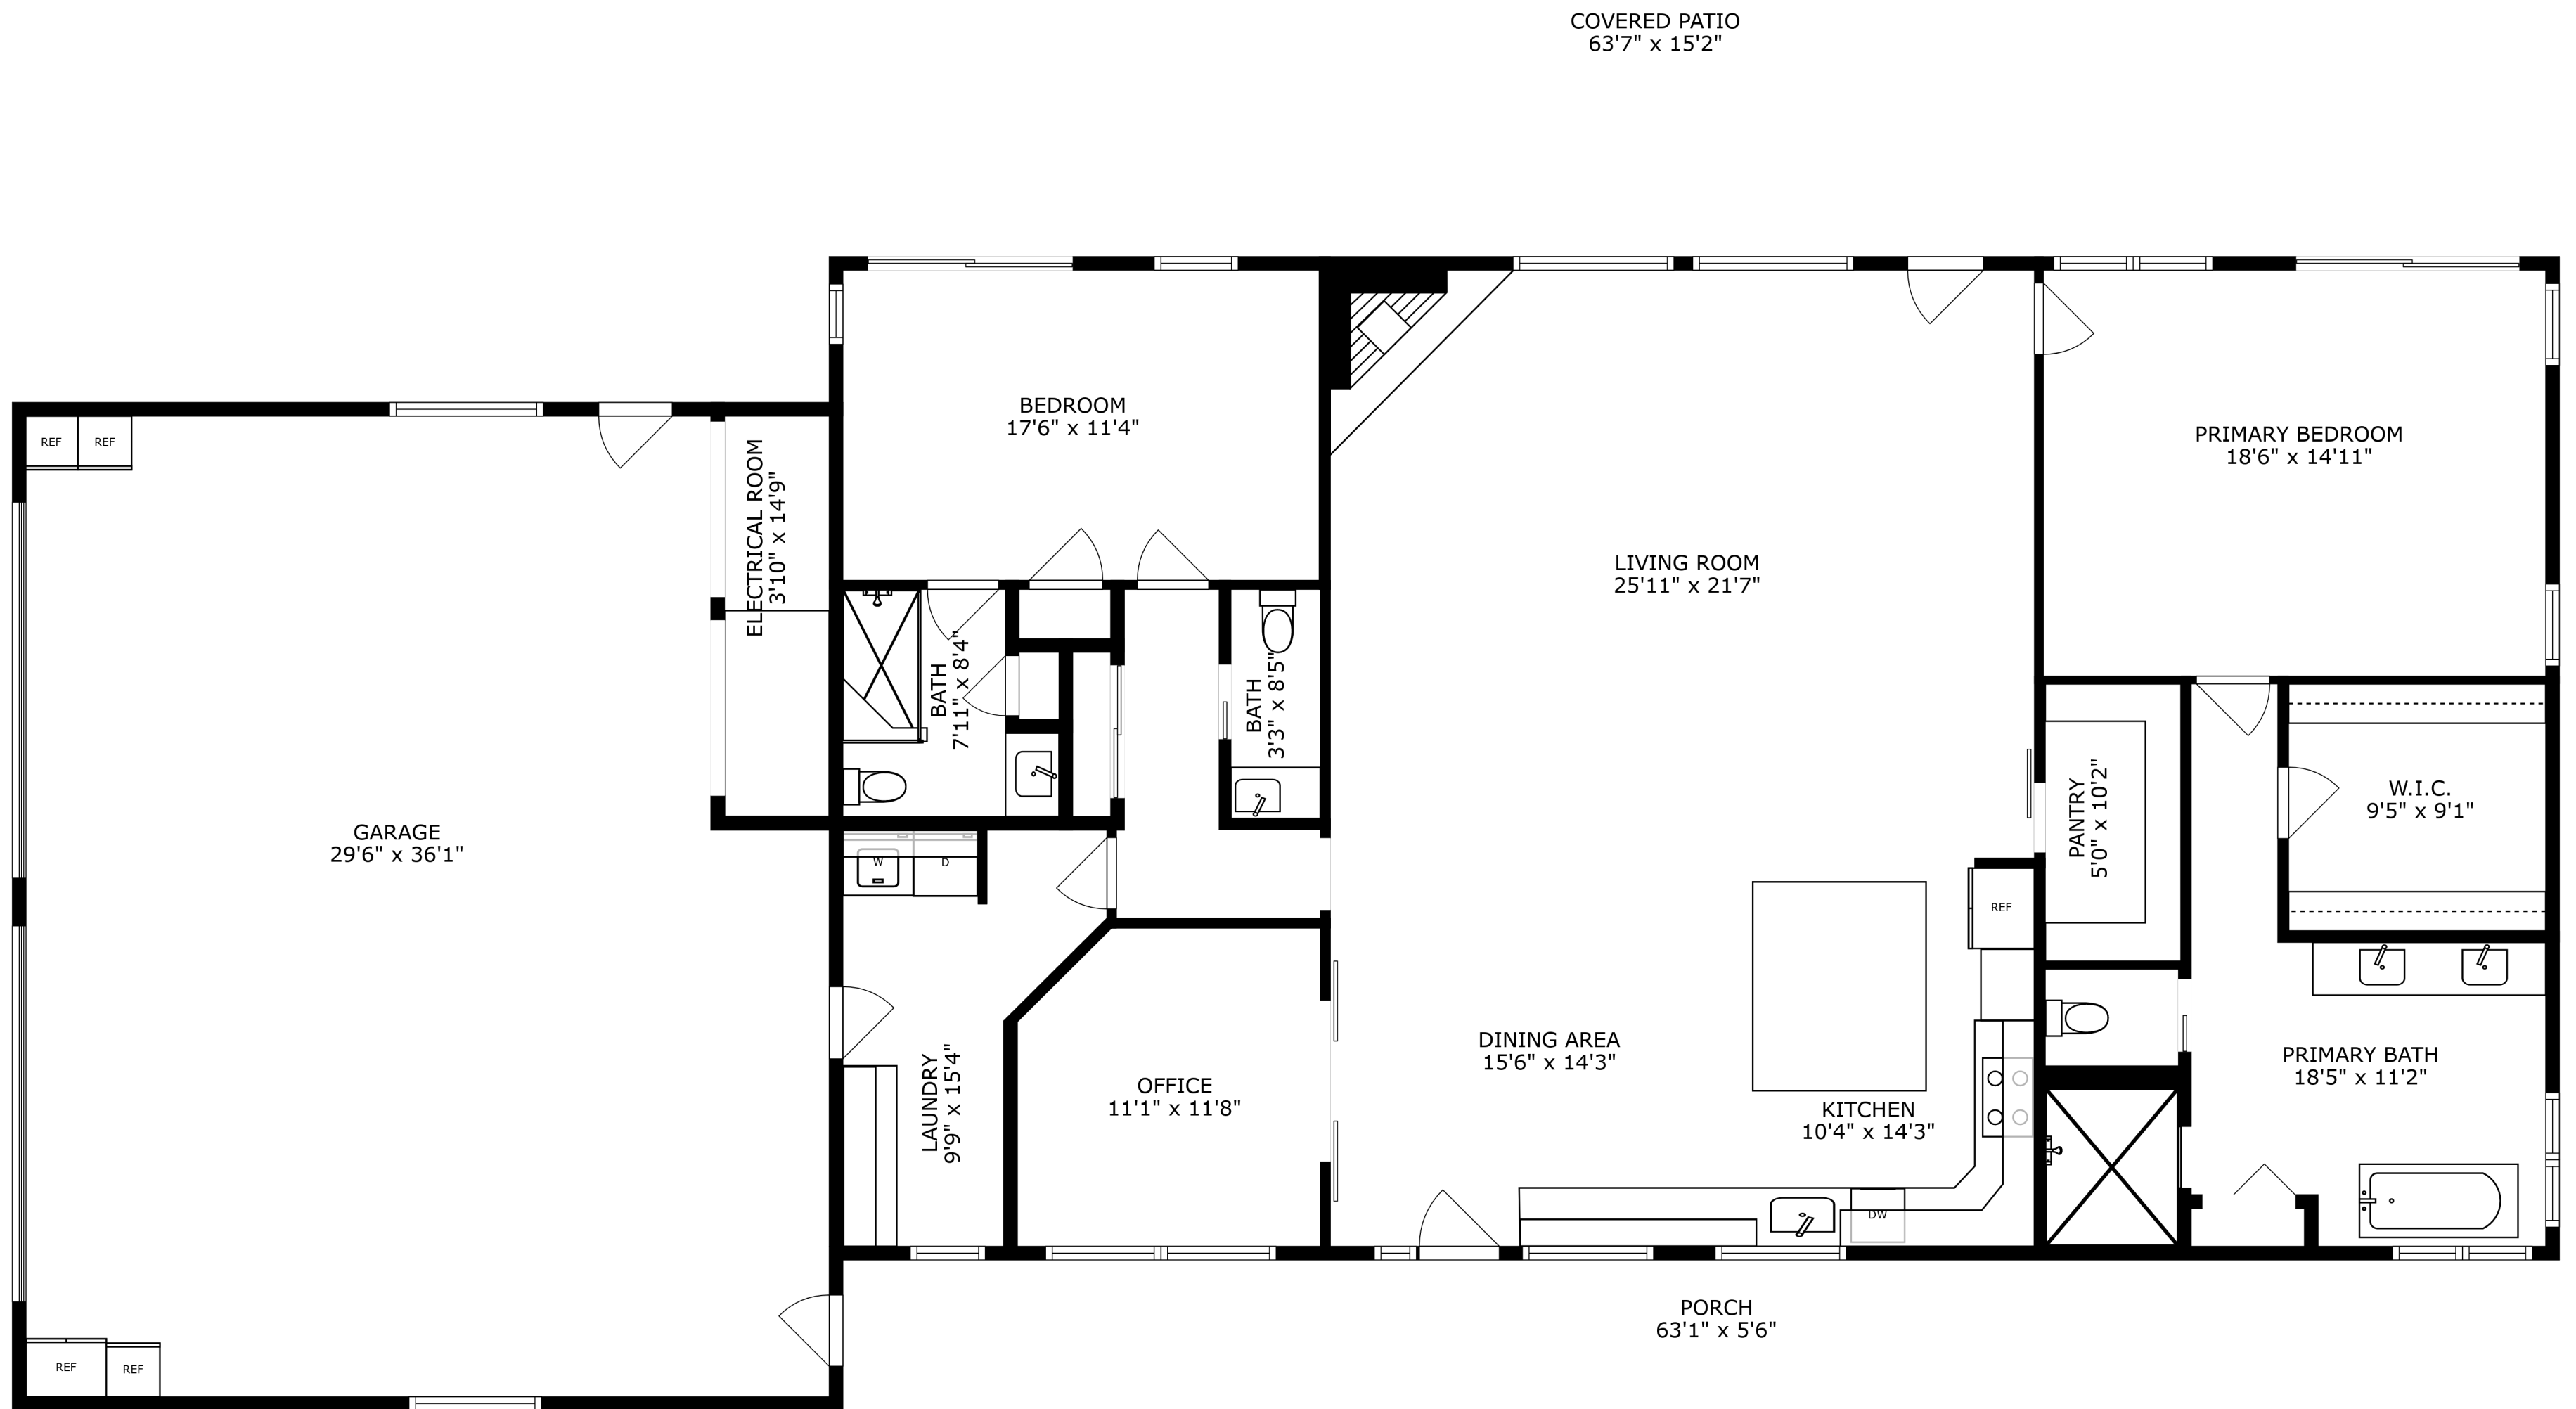 COVERED PATIO
63'7" x 15'2"
BEDROOM
17'6" x 11'4"
PRIMARY BEDROOM
18'6" x 14'11"
REF
REF
ELECTRICAL ROOM
3'10" x 14'9"
LIVING ROOM
25'11" x 21'7"
BATH
7'11" x 8'4"
BATH
3'3" x 8'5"
GARAGE
29'6" x 36'1"
PANTRY
5'0" x 10'2"
W.I.C.
9'5" x 9'1"
W
D
REF
DINING AREA
15'6" x 14'3"
PRIMARY BATH
18'5" x 11'2"
LAUNDRY
9'9" x 15'4"
OFFICE
11'1" x 11'8"
KITCHEN
10'4" x 14'3"
DW
PORCH
63'1" x 5'6"
REF
REF